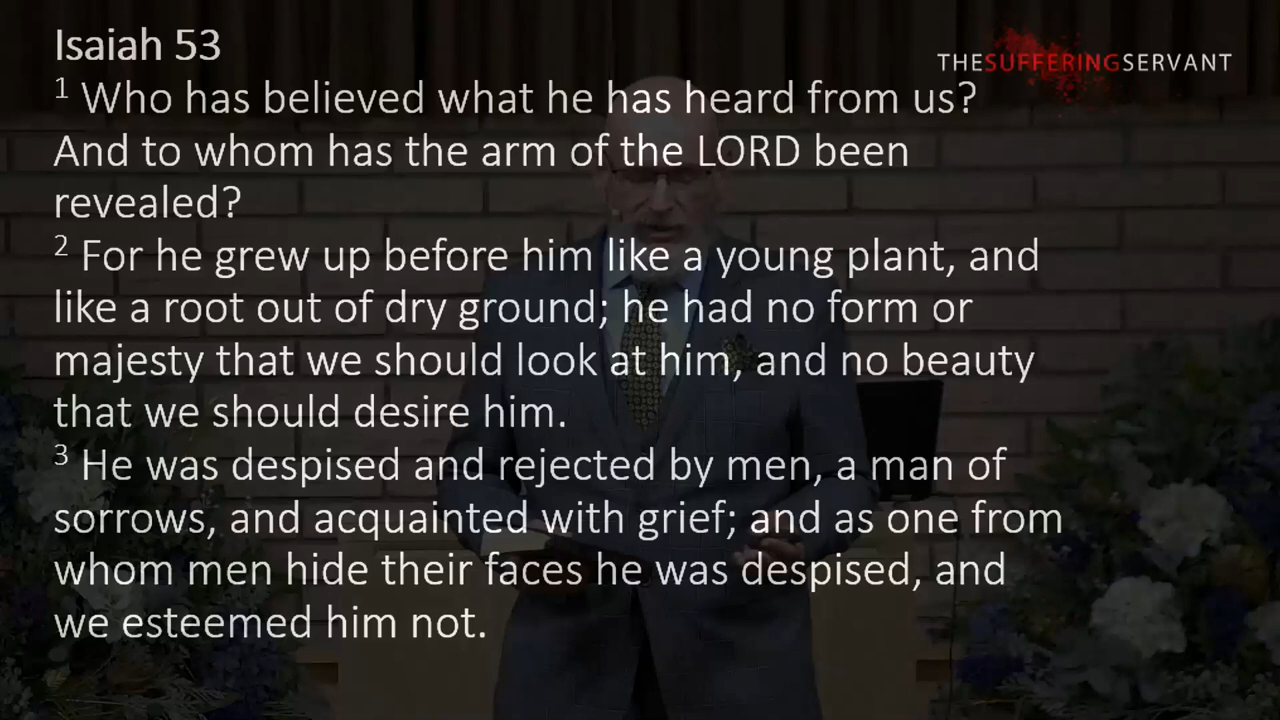 Isaiah 53
THESUFFERINGSERVANT
1 Who has believed what he has heard from us?
And to whom has the arm of the LORD been
revealed?
2 For he grew up before him like a young plant, and
like a root out of dry ground; he had no form or
majesty that we should look at him, and no beauty
that we should desire him.
3 He was despised and rejected by men, a man of
sorrows, and acquainted with grief; and as one from
whom men hide their faces he was despised, and
we esteemed him not.